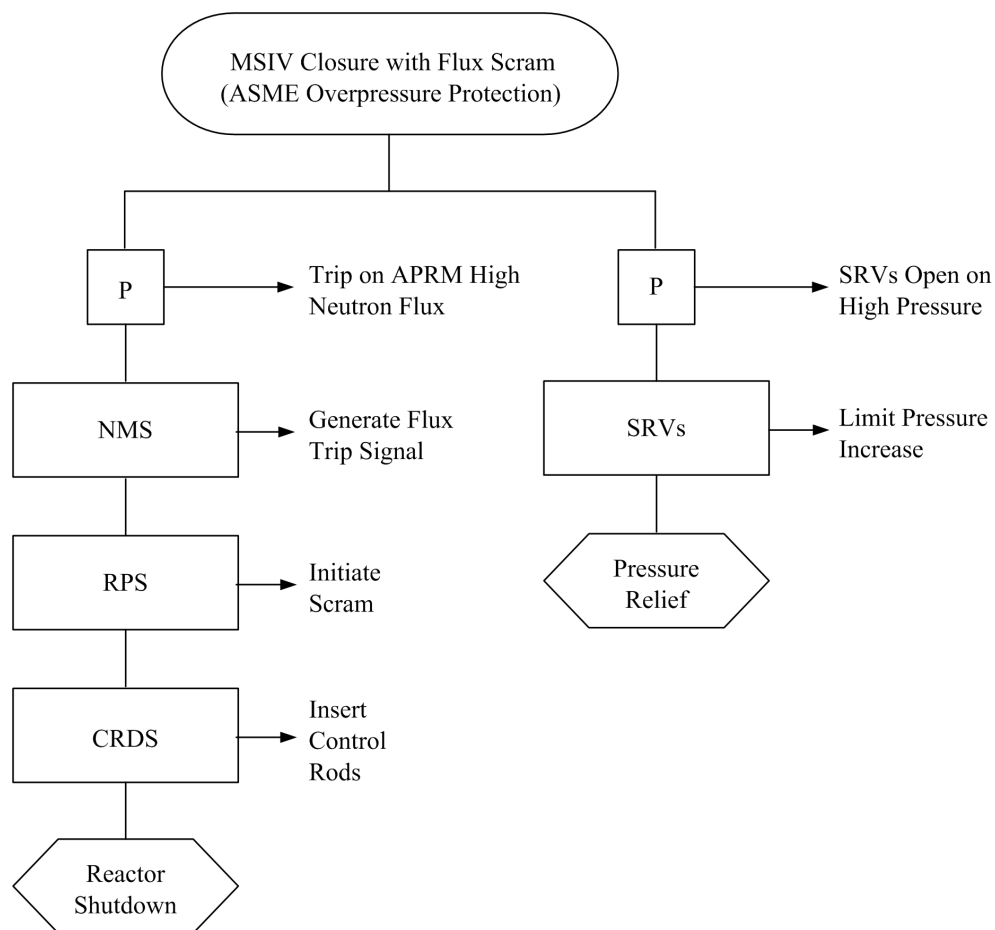 MSIV Closure with Flux Scram
(ASME Overpressure Protection)
P
Trip on APRM High
Neutron Flux
P
SRVs Open on
High Pressure
NMS
Generate Flux
Trip Signal
SRVs
Limit Pressure
Increase
RPS
Initiate
Scram
Pressure
Relief
CRDS
Insert
Control
Rods
Reactor
Shutdown